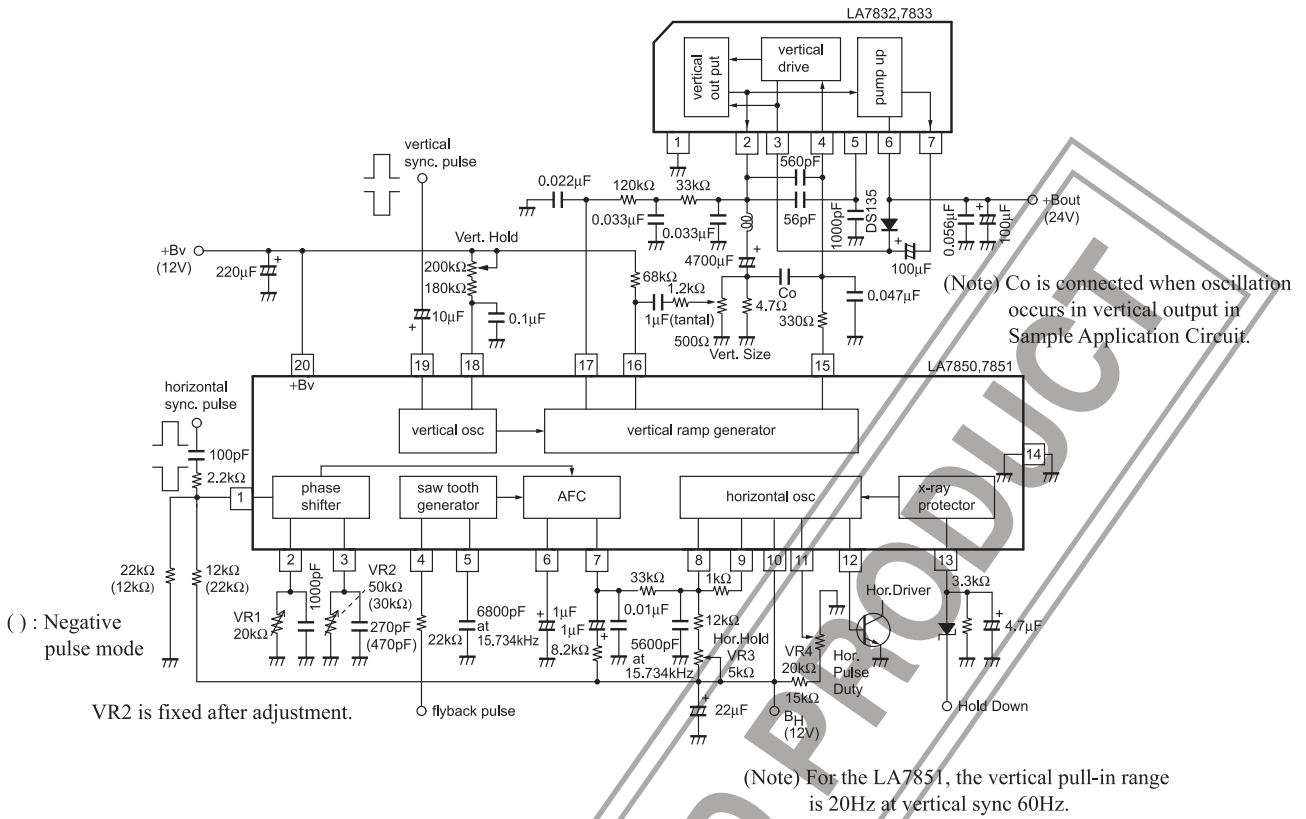 LA7832,7833
vertical
out put
vertical
drive
pump up
1
2
3
4
5
6
7
560pF
vertical
sync. pulse
0.022μF
120kΩ
33kΩ
0.033μF
0.033μF
56pF
1000pF
DS135
0.056μF
100μF
+Bout
(24V)
+Bv
(12V)
220μF
+
Vert. Hold
200kΩ
180kΩ
10μF
+
0.1μF
68kΩ
1.2kΩ
1μF(tantal)
500Ω
Vert. Size
4700μF
+
4.7Ω
Co
330Ω
0.047μF
+
100μF
+
(Note) Co is connected when oscillation
occurs in vertical output in
Sample Application Circuit.
20
+Bv
19
18
17
16
15
LA7850,7851
horizontal
sync. pulse
100pF
2.2kΩ
1
vertical osc
vertical ramp generator
14
phase
shifter
saw tooth
generator
AFC
horizontal osc
x-ray
protector
2
3
4
5
6
7
8
9
10
11
12
13
22kΩ
(12kΩ)
12kΩ
(22kΩ)
VR1
20kΩ
1000pF
VR2
50kΩ
(30kΩ)
270pF
(470pF)
22kΩ
6800pF
at
15.734kHz
+
1μF
1μF
+
8.2kΩ
33kΩ
0.01μF
5600pF
at
15.734kHz
1kΩ
12kΩ
Hor.Hold
VR3
5kΩ
VR4
20kΩ
15kΩ
Hor.
Pulse
Duty
Hor.Driver
3.3kΩ
+
4.7μF
( ) : Negative
pulse mode
VR2 is fixed after adjustment.
flyback pulse
+
22μF
BH
(12V)
Hold Down
(Note) For the LA7851, the vertical pull-in range
is 20Hz at vertical sync 60Hz.
PRODUCT
PRODUCT